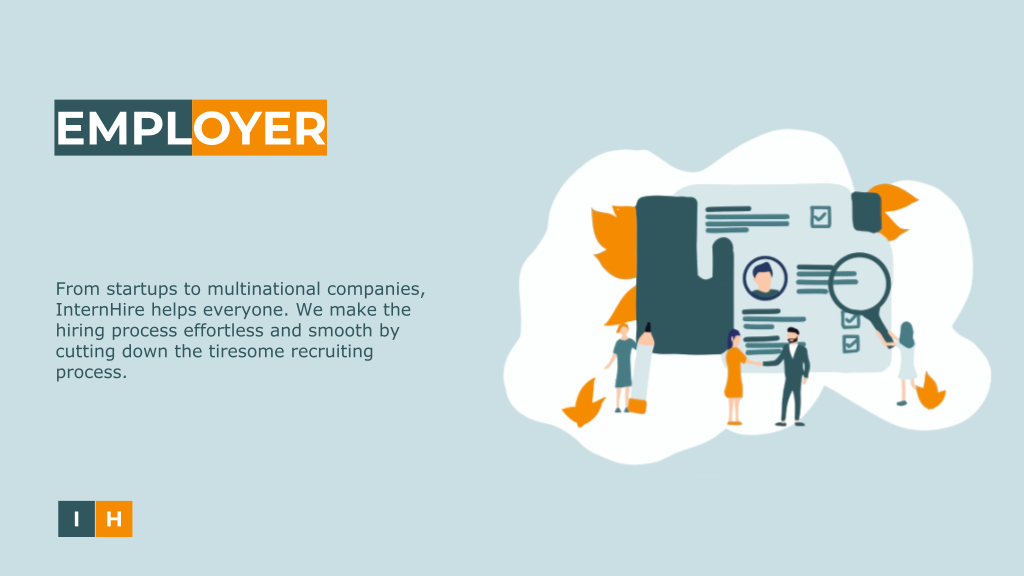 EMPLOYER
From startups to multinational companies,
InternHire helps everyone. We make the
hiring process effortless and smooth by
cutting down the tiresome recruiting
process.
I H